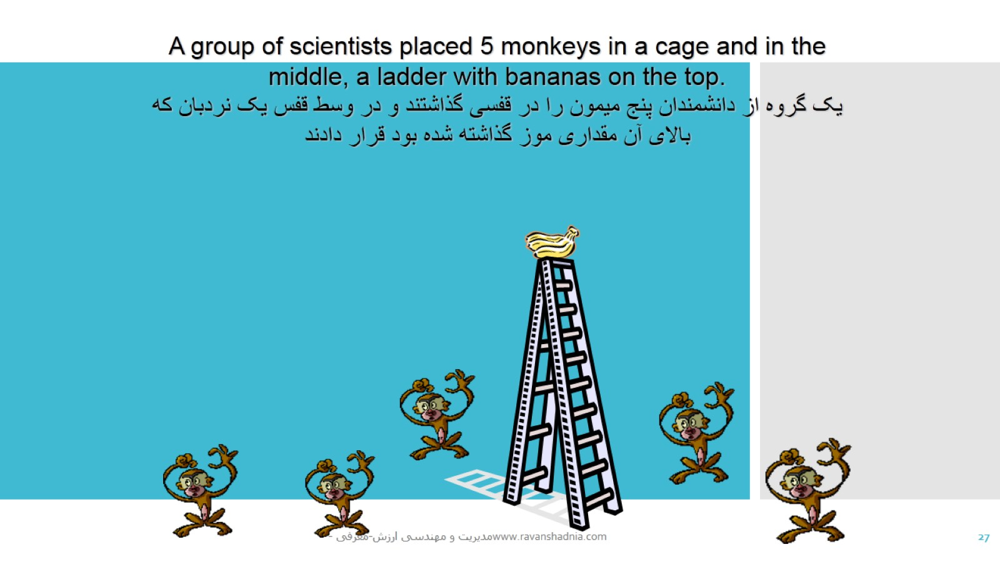 A group of scientists placed 5 monkeys in a cage and in the
middle, a ladder with bananas on the top.
یک گروه از دانشمندان پنج میمون را در قفسی گذاشتند و در وسط قفس یک نردبان که
بالای آن مقداری موز گذاشته شده بود قرار دادند
مدیریت و مهندسی ارزش-معرفی - www.ravanshadnia.com
27